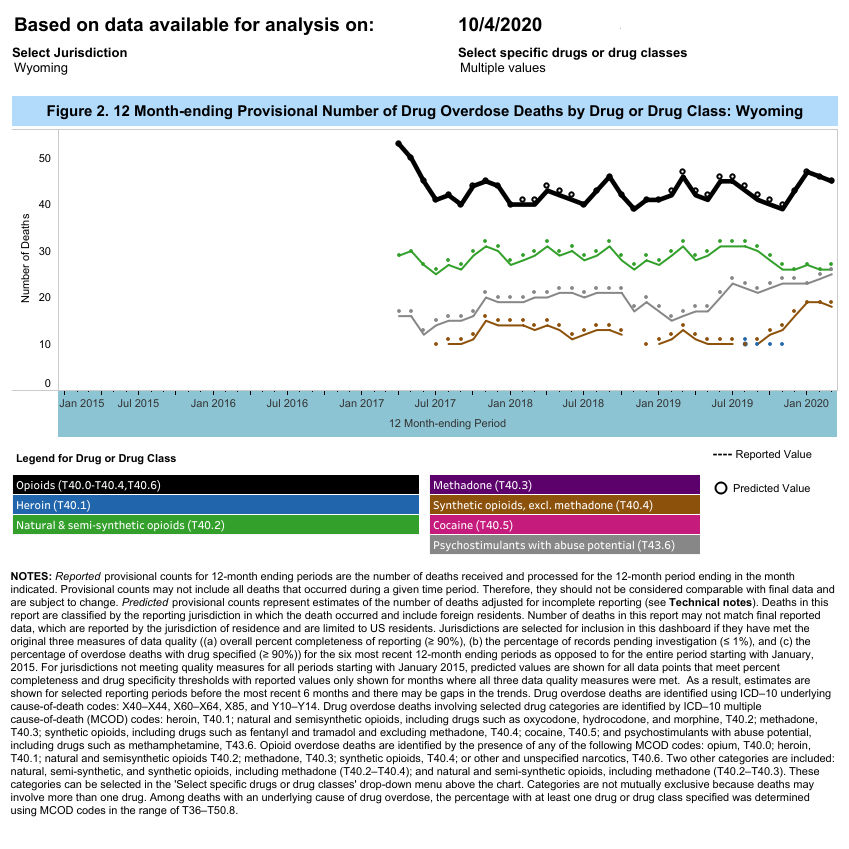 Based on data available for analysis on: 10/4/2020
Select Jurisdiction Select specific drugs or drug classes
Wyoming Multiple values
Figure 2. 12 Month-ending Provisional Number of Drug Overdose Deaths by Drug or Drug Class: Wyoming
50
40
30
20
10
0
Number of Deaths
Jan 2015 Jul 2015 Jan 2016 Jul 2016 Jan 2017 Jul 2017 Jan 2018 Jul 2018 Jan 2019 Jul 2019 Jan 2020
12 Month-ending Period
Legend for Drug or Drug Class
Reported Value
Predicted Value
Opioids (T40.0-T40.4,T40.6)
Heroin (T40.1)
Natural & semi-synthetic opioids (T40.2)
Methadone (T40.3)
Synthetic opioids, excl. methadone (T40.4)
Cocaine (T40.5)
Psychostimulants with abuse potential (T43.6)
NOTES: Reported provisional counts for 12-month ending periods are the number of deaths received and processed for the 12-month period ending in the month
indicated. Provisional counts may not include all deaths that occurred during a given time period. Therefore, they should not be considered comparable with final data and
are subject to change. Predicted provisional counts represent estimates of the number of deaths adjusted for incomplete reporting (see Technical notes). Deaths in this
report are classified by the reporting jurisdiction in which the death occurred and include foreign residents. Number of deaths in this report may not match final reported
data, which are reported by the jurisdiction of residence and are limited to US residents. Jurisdictions are selected for inclusion in this dashboard if they have met the
original three measures of data quality ((a) overall percent completeness of reporting (≥ 90%), (b) the percentage of records pending investigation (≤ 1%), and (c) the
percentage of overdose deaths with drug specified (≥ 90%)) for the six most recent 12-month ending periods as opposed to for the entire period starting with January,
2015. For jurisdictions not meeting quality measures for all periods starting with January 2015, predicted values are shown for all data points that meet percent
completeness and drug specificity thresholds with reported values only shown for months where all three data quality measures were met. As a result, estimates are
shown for selected reporting periods before the most recent 6 months and there may be gaps in the trends. Drug overdose deaths are identified using ICD–10 underlying
cause-of-death codes: X40–X44, X60–X64, X85, and Y10–Y14. Drug overdose deaths involving selected drug categories are identified by ICD–10 multiple
cause-of-death (MCOD) codes: heroin, T40.1; natural and semisynthetic opioids, including drugs such as oxycodone, hydrocodone, and morphine, T40.2; methadone,
T40.3; synthetic opioids, including drugs such as fentanyl and tramadol and excluding methadone, T40.4; cocaine, T40.5; and psychostimulants with abuse potential,
including drugs such as methamphetamine, T43.6. Opioid overdose deaths are identified by the presence of any of the following MCOD codes: opium, T40.0; heroin,
T40.1; natural and semisynthetic opioids T40.2; methadone, T40.3; synthetic opioids, T40.4; or other and unspecified narcotics, T40.6. Two other categories are included:
natural, semi-synthetic, and synthetic opioids, including methadone (T40.2–T40.4); and natural and semi-synthetic opioids, including methadone (T40.2–T40.3). These
categories can be selected in the 'Select specific drugs or drug classes' drop-down menu above the chart. Categories are not mutually exclusive because deaths may
involve more than one drug. Among deaths with an underlying cause of drug overdose, the percentage with at least one drug or drug class specified was determined
using MCOD codes in the range of T36–T50.8.